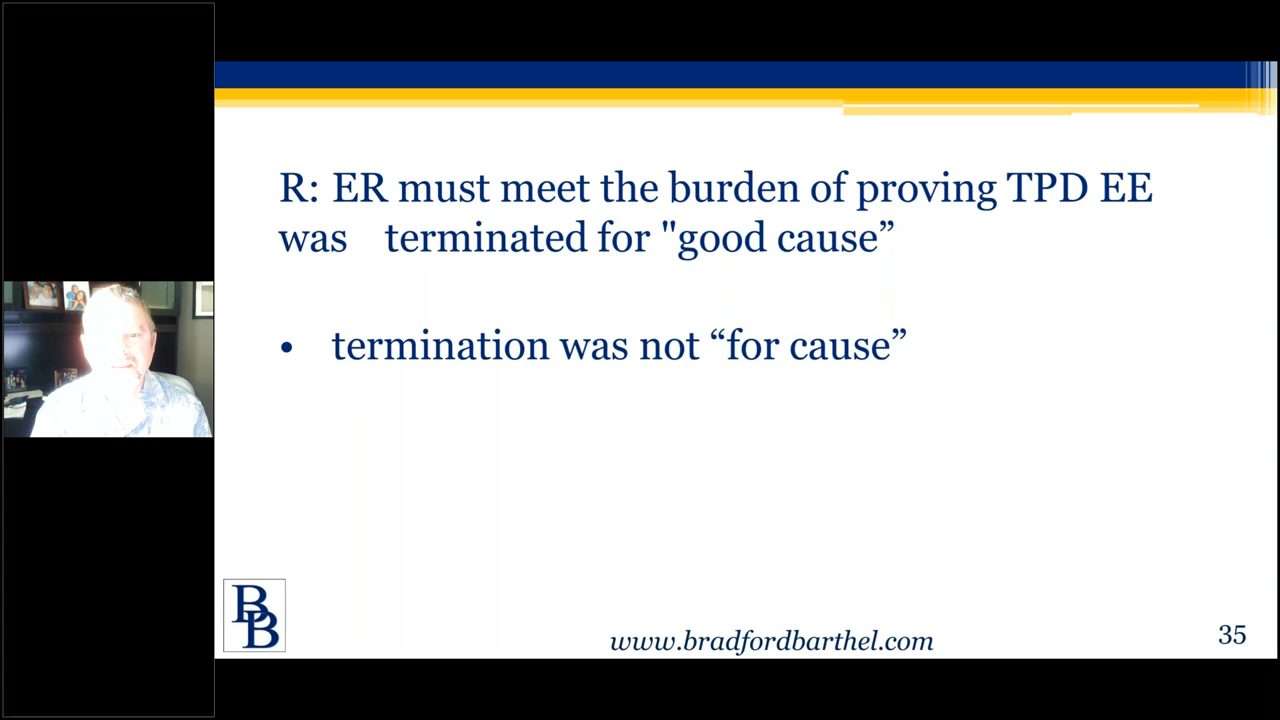 R: ER must meet the burden of proving TPD EE
was terminated for "good cause”
• termination was not “for cause”
BB
www.bradfordbarthel.com
35